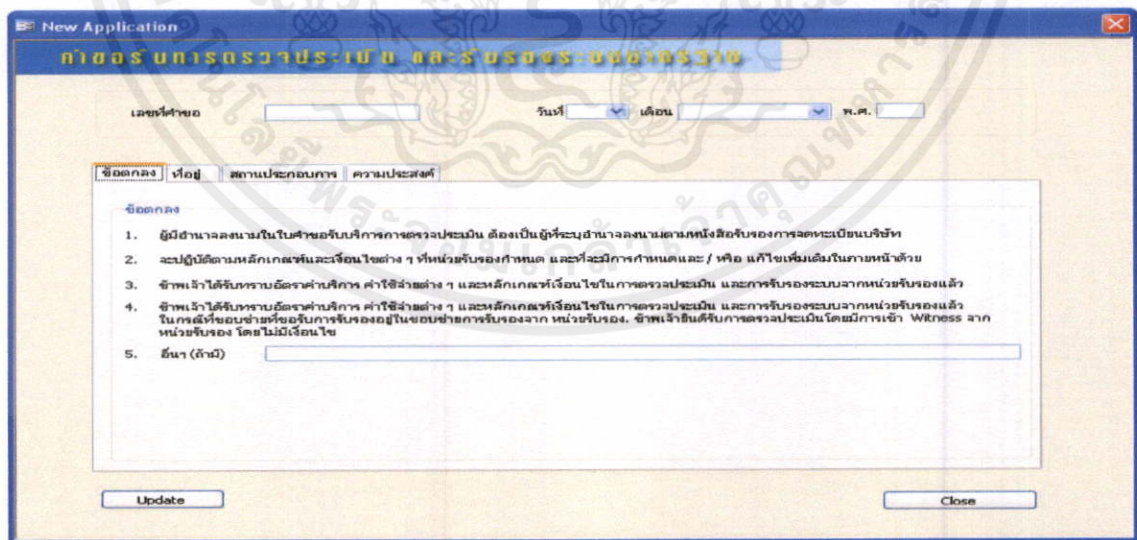 New Application
คำขอรับการตรวจประเมิน และรับรองระบบมาตรฐาน
เลขที่คำขอ วันที่ เดือน พ.ศ.
ข้อตกลง ที่อยู่ สถานประกอบการ ความประสงค์
ข้อตกลง
1. ผู้มีอำนาจลงนามในใบคำขอรับบริการการตรวจประเมิน ต้องเป็นผู้ที่ระบุอำนาจลงนามตามหนังสือรับรองการจดทะเบียนบริษัท
2. จะปฏิบัติตามหลักเกณฑ์และเงื่อนไขต่าง ๆ ที่หน่วยรับรองกำหนด และที่จะมีการกำหนดและ / หรือ แก้ไขเพิ่มเติมในภายหน้าด้วย
3. ข้าพเจ้าได้รับทราบอัตราค่าบริการ ค่าใช้จ่ายต่าง ๆ และหลักเกณฑ์เงื่อนไขในการตรวจประเมิน และการรับรองระบบจากหน่วยรับรองแล้ว
4. ข้าพเจ้าได้รับทราบอัตราค่าบริการ ค่าใช้จ่ายต่าง ๆ และหลักเกณฑ์เงื่อนไขในการตรวจประเมิน และการรับรองระบบจากหน่วยรับรองแล้ว
ในกรณีที่ขอบข่ายที่ขอรับการรับรองอยู่ในขอบข่ายการรับรองจาก หน่วยรับรอง, ข้าพเจ้ายินดีรับการตรวจประเมินโดยมีการเข้า Witness จาก
หน่วยรับรอง โดยไม่มีเงื่อนไข
5. อื่นๆ (ถ้ามี)
Update Close
พระจอมเกล้าเจ้าคุณทหาร